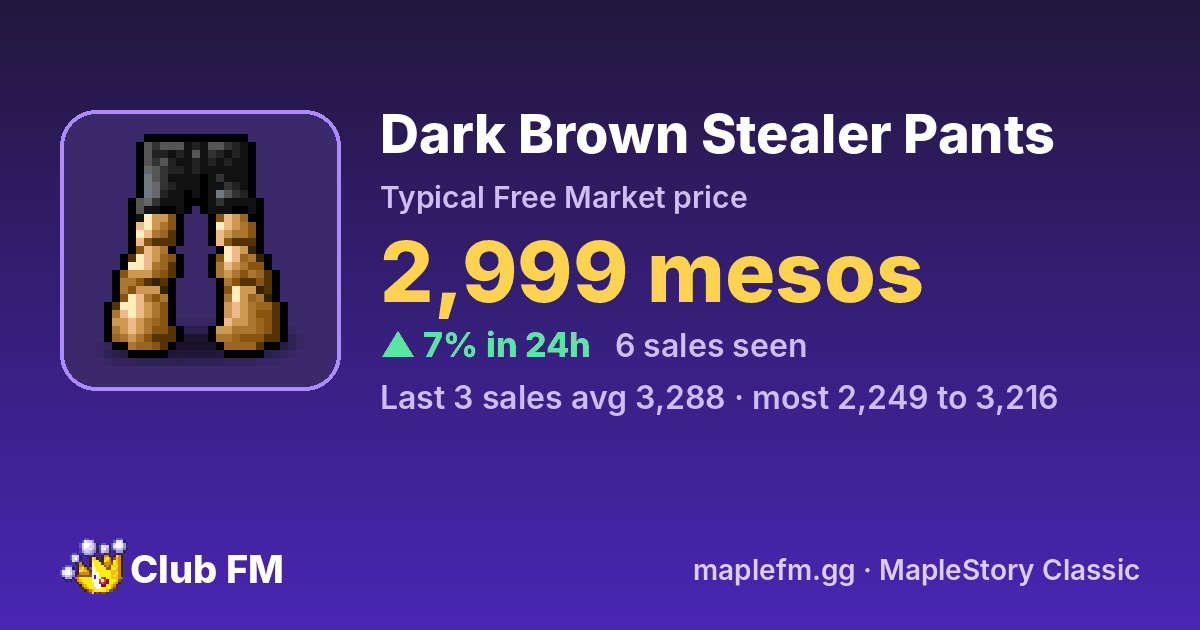 Dark Brown Stealer Pants
Typical Free Market price
2,999 mesos
▲ 7% in 24h 6 sales seen
Last 3 sales avg 3,288 · most 2,249 to 3,216
Club FM
maplefm.gg · MapleStory Classic